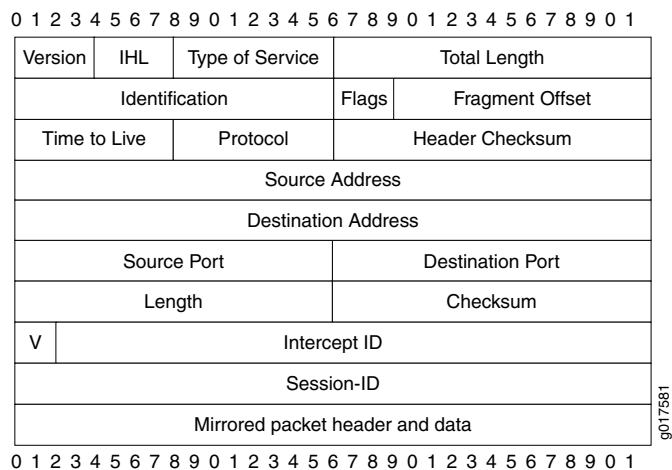 0 1 2 3 4 5 6 7 8 9 0 1 2 3 4 5 6 7 8 9 0 1 2 3 4 5 6 7 8 9 0 1
Version IHL Type of Service Total Length
Identification Flags Fragment Offset
Time to Live Protocol Header Checksum
Source Address
Destination Address
Source Port Destination Port
Length Checksum
V Intercept ID
Session-ID
Mirrored packet header and data
0 1 2 3 4 5 6 7 8 9 0 1 2 3 4 5 6 7 8 9 0 1 2 3 4 5 6 7 8 9 0 1
g017581